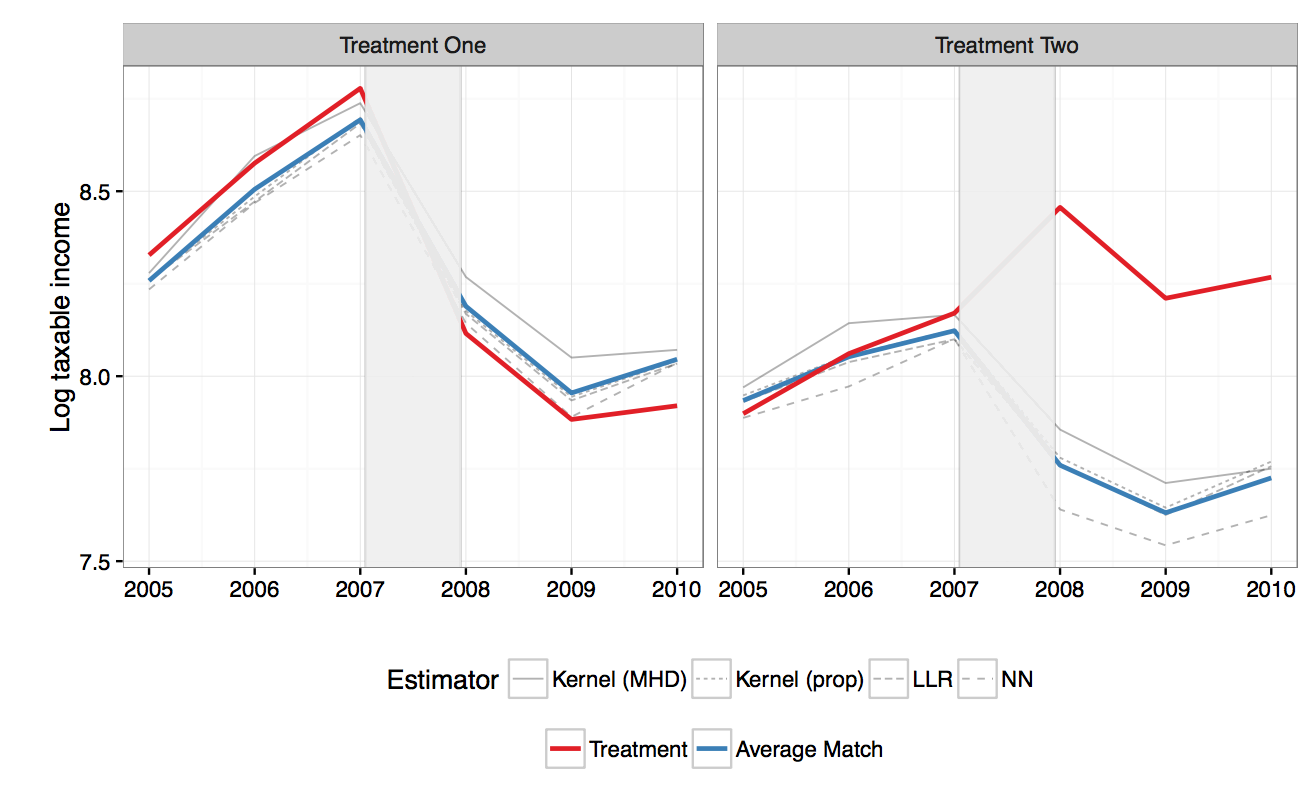 Treatment One
Treatment Two
Log taxable income
8.5
8.0
7.5
2005 2006 2007 2008 2009 2010
2005 2006 2007 2008 2009 2010
Estimator Kernel (MHD) Kernel (prop) LLR NN
Treatment Average Match